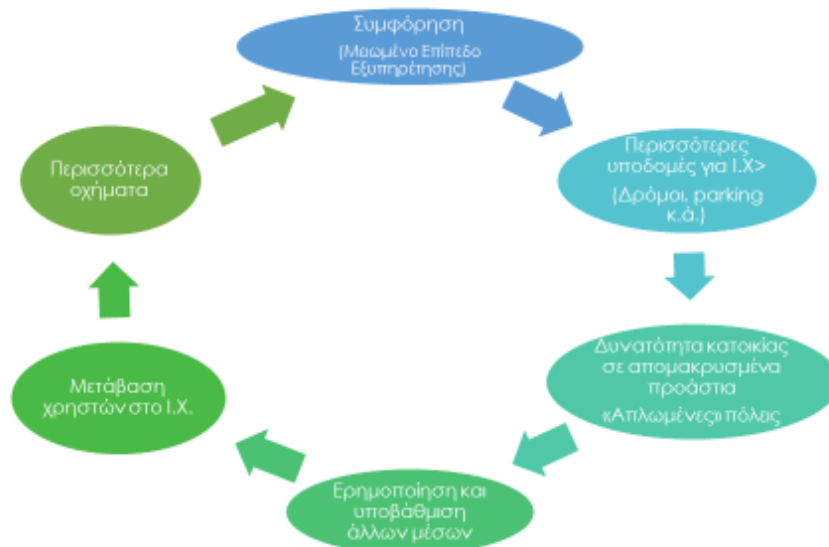 Συμφόρηση
(Μειωμένο Επίπεδο
Εξυπηρέτησης)
Περισσότερες
υποδομές για Ι.Χ>
(Δρόμοι, parking
κ.ά.)
Δυνατότητα κατοικίας
σε απομακρυσμένα
προάστια
«Απλωμένες» πόλεις
Ερημοποίηση και
υποβάθμιση
άλλων μέσων
Μετάβαση
χρηστών στο Ι.Χ.
Περισσότερα
οχήματα